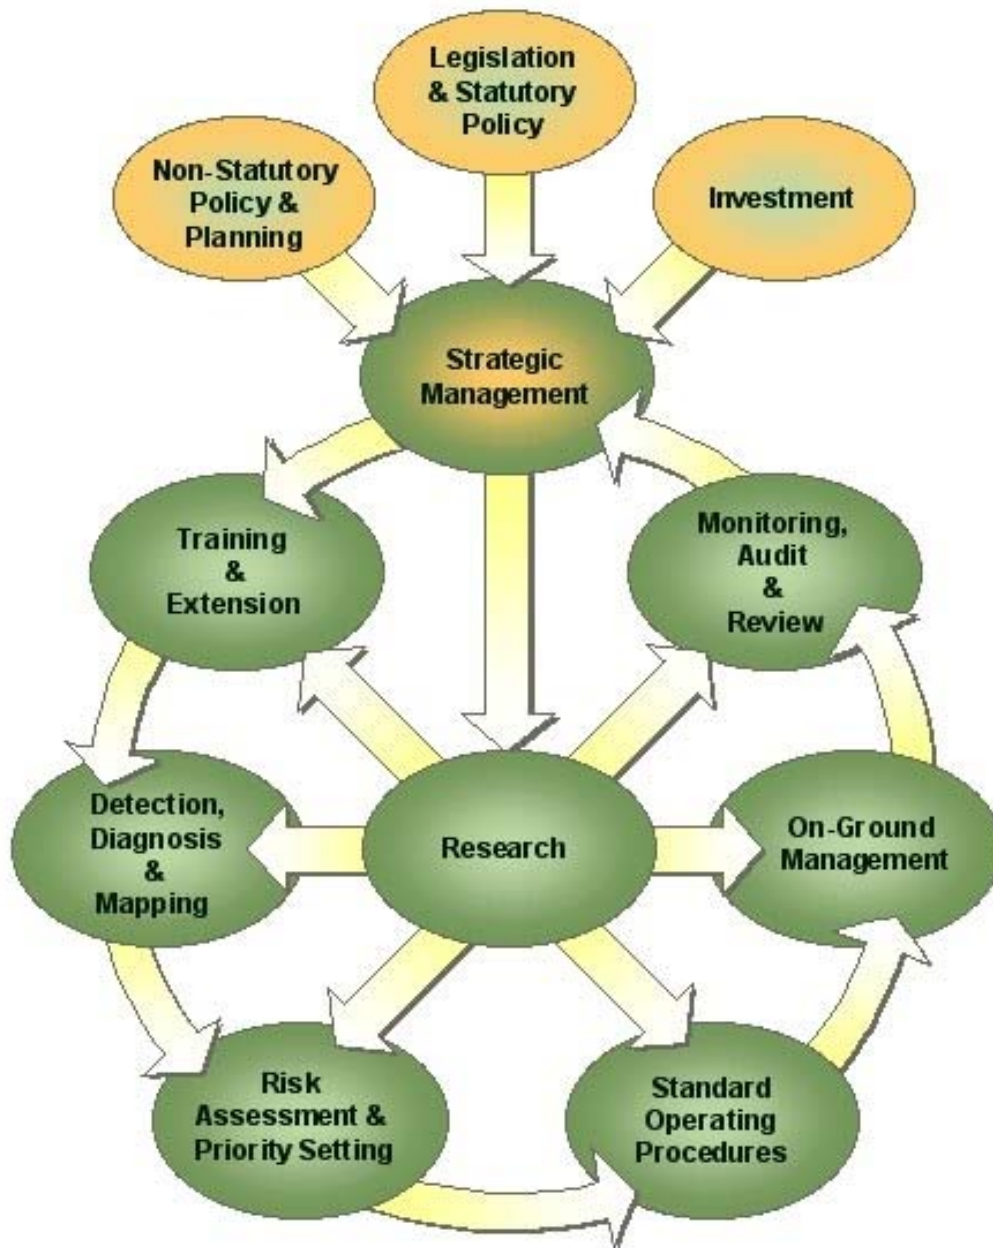 Legislation
& Statutory
Policy
Non-Statutory
Policy &
Planning
Investment
Strategic
Management
Training
&
Extension
Monitoring,
Audit
&
Review
Detection,
Diagnosis
&
Mapping
Research
On-Ground
Management
Risk
Assessment &
Priority Setting
Standard
Operating
Procedures